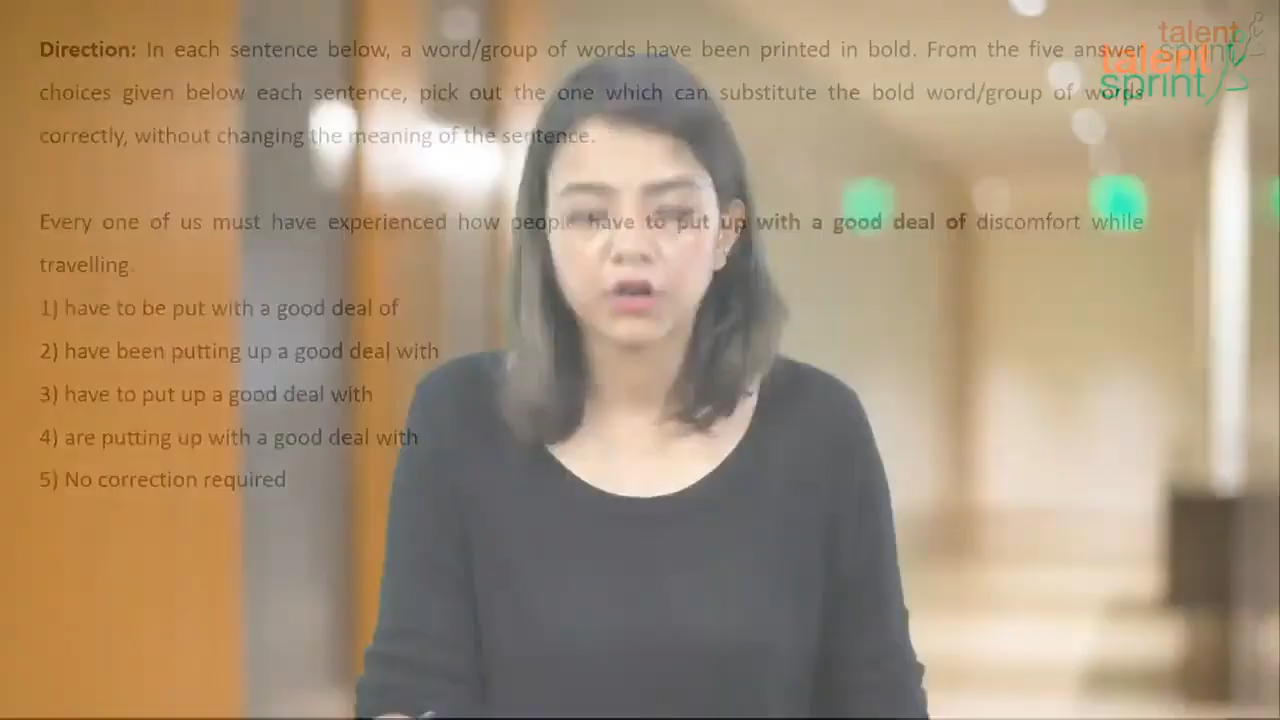 talent
sprint
talent
sprint
Direction: In each sentence below, a word/group of words have been printed in bold. From the five answer
choices given below each sentence, pick out the one which can substitute the bold word/group of words
correctly, without changing the meaning of the sentence.
Every one of us must have experienced how people have to put up with a good deal of discomfort while
travelling.
1) have to be put with a good deal of
2) have been putting up a good deal with
3) have to put up a good deal with
4) are putting up with a good deal with
5) No correction required